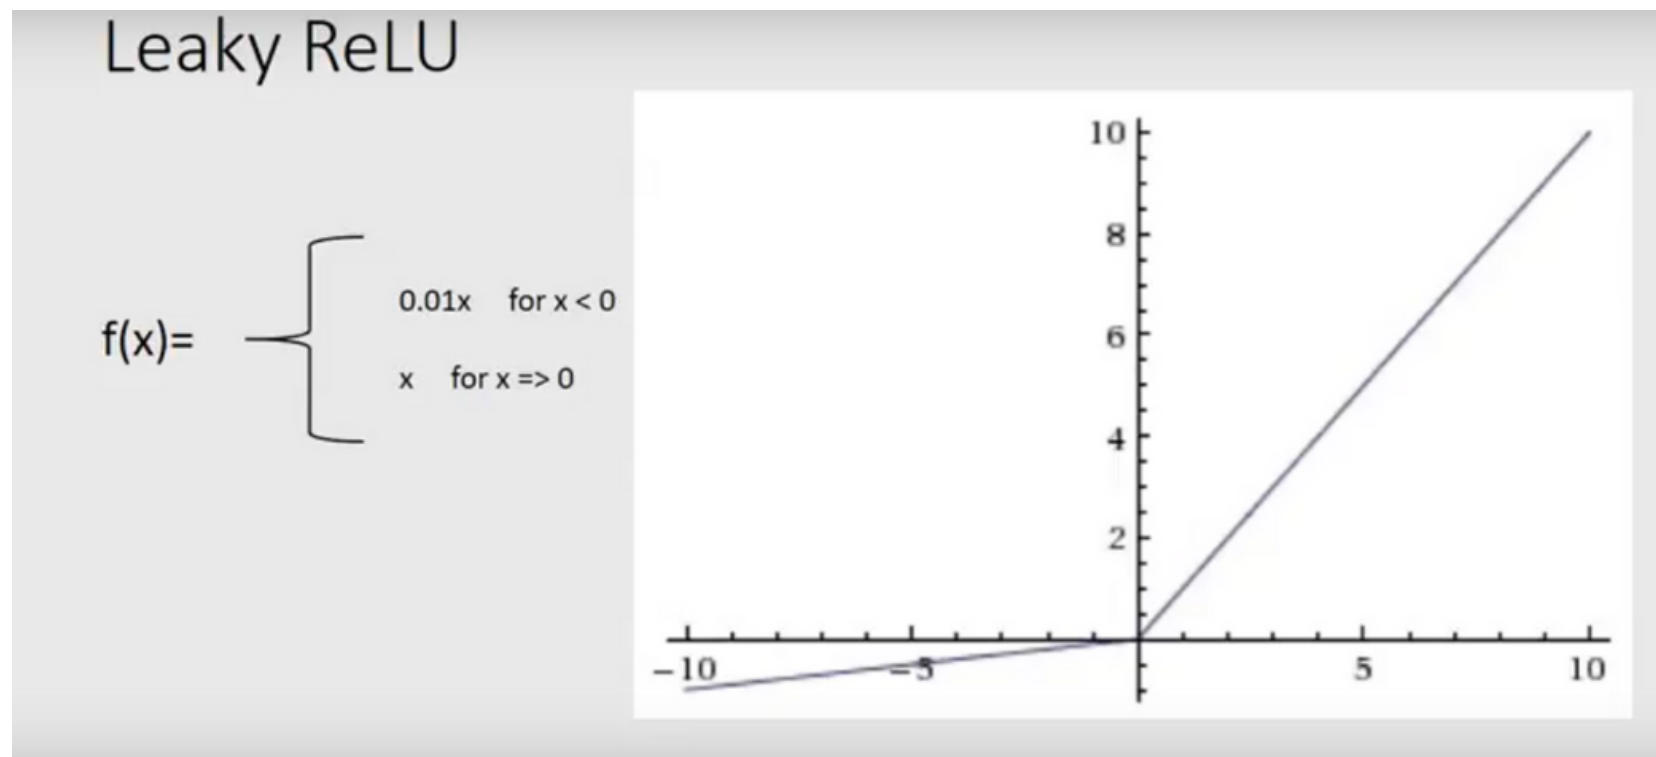 Leaky ReLU
f(x)=
0.01x for x < 0
x for x => 0
10
8
6
4
2
−10 −5 5 10